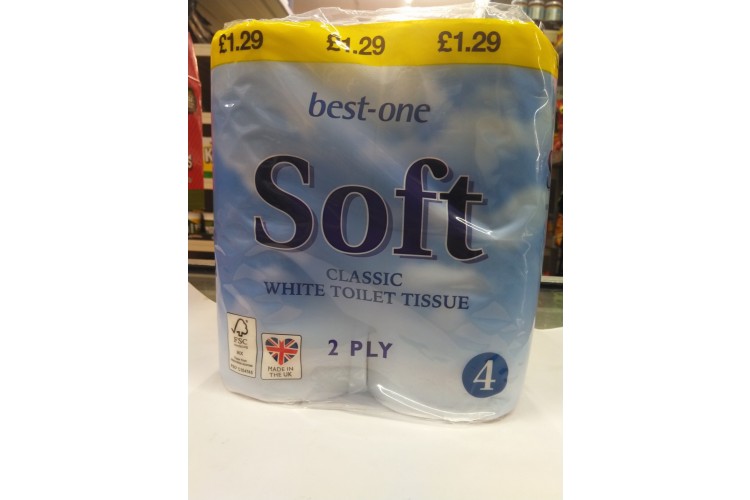 £1.29 £1.29 £1.29
best-one
Soft
CLASSIC
WHITE TOILET TISSUE
2 PLY
4
FSC
MIX
MADE IN
THE UK